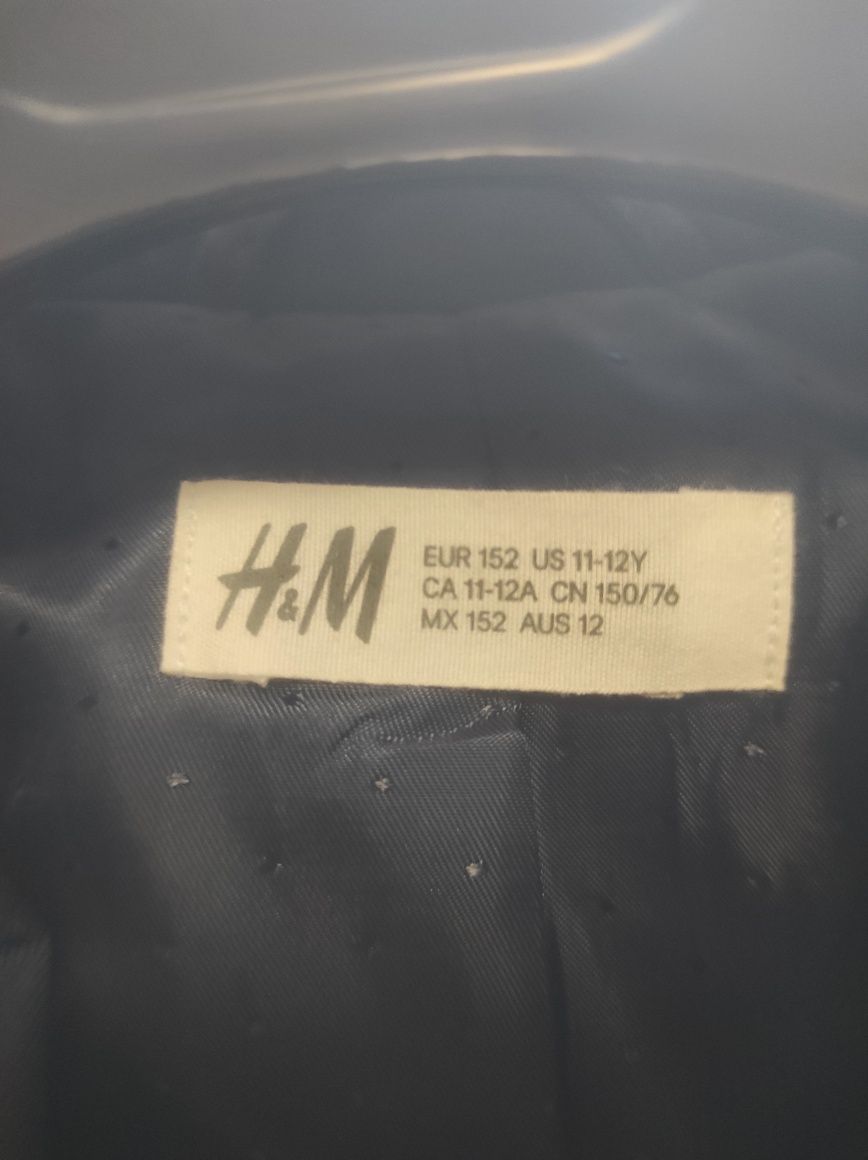 H&M
EUR 152 US 11-12Y
CA 11-12A CN 150/76
MX 152 AUS 12